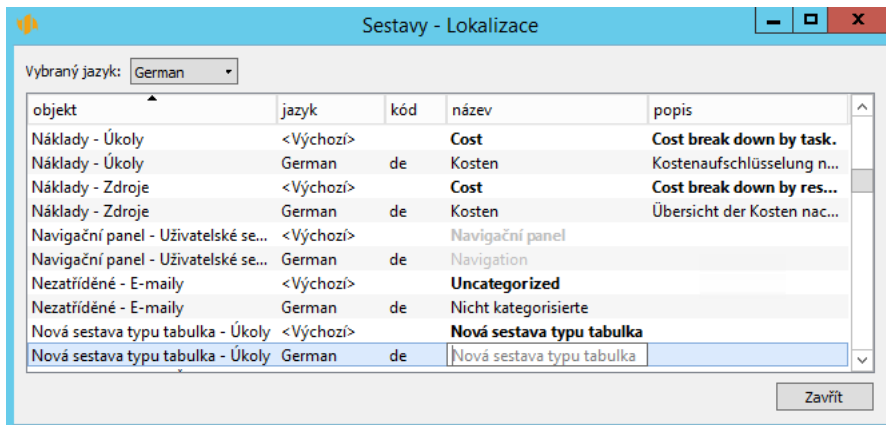 Sestavy - Lokalizace
Vybraný jazyk: German
objekt jazyk kód název popis
Náklady - Úkoly <Výchozí> Cost Cost break down by task.
Náklady - Úkoly German de Kosten Kostenaufschlüsselung n...
Náklady - Zdroje <Výchozí> Cost Cost break down by res...
Náklady - Zdroje German de Kosten Übersicht der Kosten nac...
Navigační panel - Uživatelské se... <Výchozí> Navigační panel
Navigační panel - Uživatelské se... German de Navigation
Nezatříděné - E-maily <Výchozí> Uncategorized
Nezatříděné - E-maily German de Nicht kategorisierte
Nová sestava typu tabulka - Úkoly <Výchozí> Nová sestava typu tabulka
Nová sestava typu tabulka - Úkoly German de Nová sestava typu tabulka
Zavřít